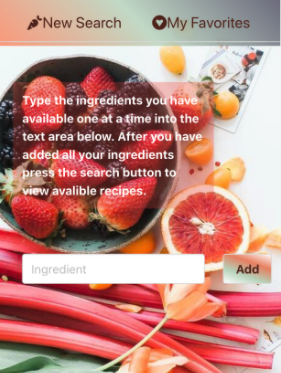 New Search
My Favorites
Type the ingredients you have
available one at a time into the
text area below. After you have
added all your ingredients
press the search button to
view avalible recipes.
Ingredient
Add